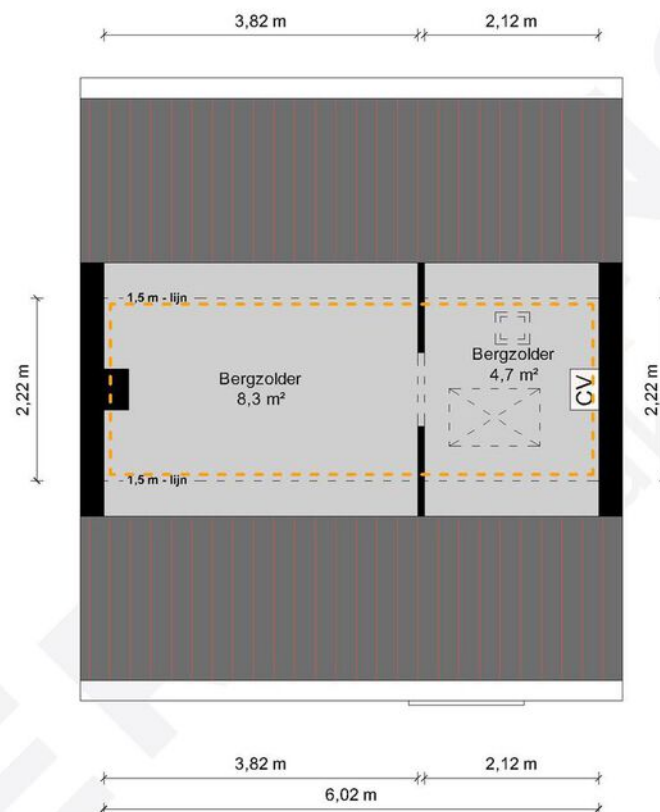 3,82 m
2,12 m
1,5 m - lijn
2,22 m
2,22 m
Bergzolder
8,3 m²
Bergzolder
4,7 m²
CV
1,5 m - lijn
3,82 m
2,12 m
6,02 m